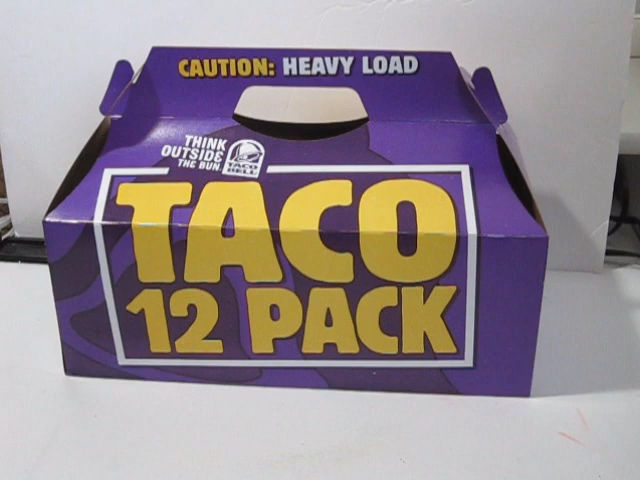 CAUTION: HEAVY LOAD
THINK
OUTSIDE
THE BUN.
TACO
BELL
TACO
12 PACK